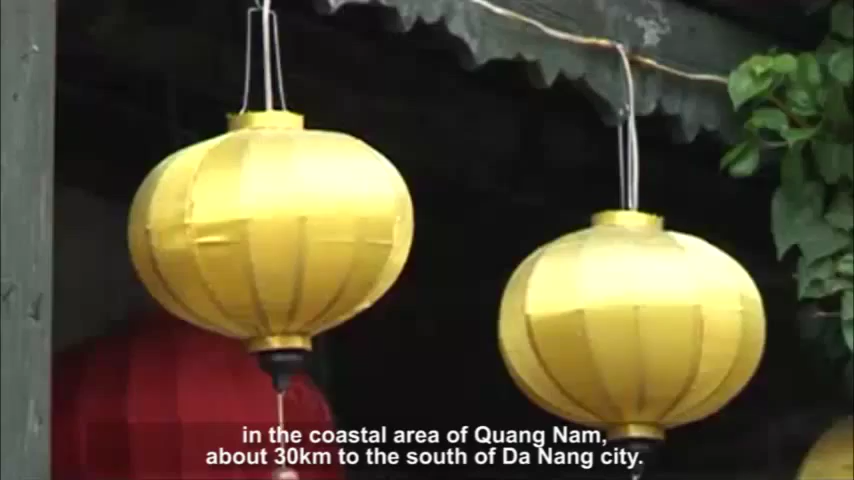 in the coastal area of Quang Nam,
about 30km to the south of Da Nang city.